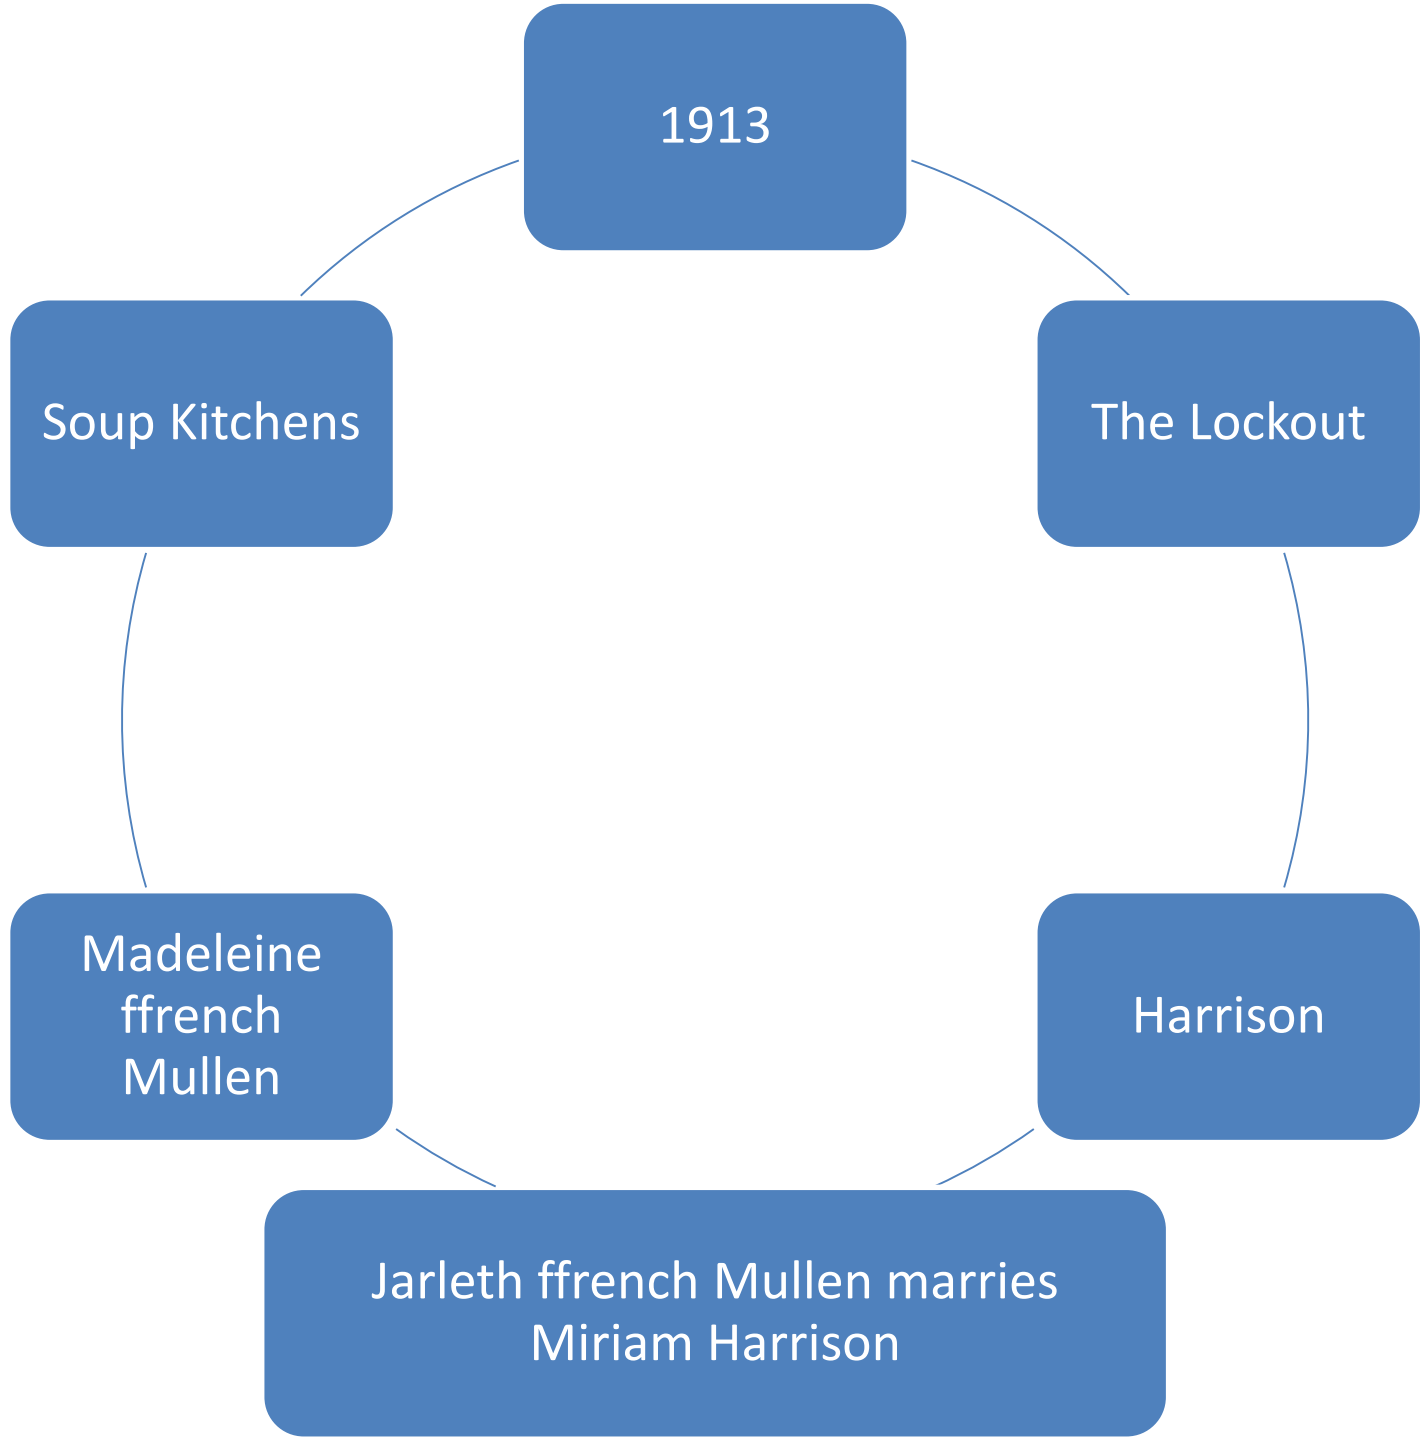 1913
Soup Kitchens
The Lockout
Madeleine
ffrench
Mullen
Harrison
Jarleth ffrench Mullen marries
Miriam Harrison